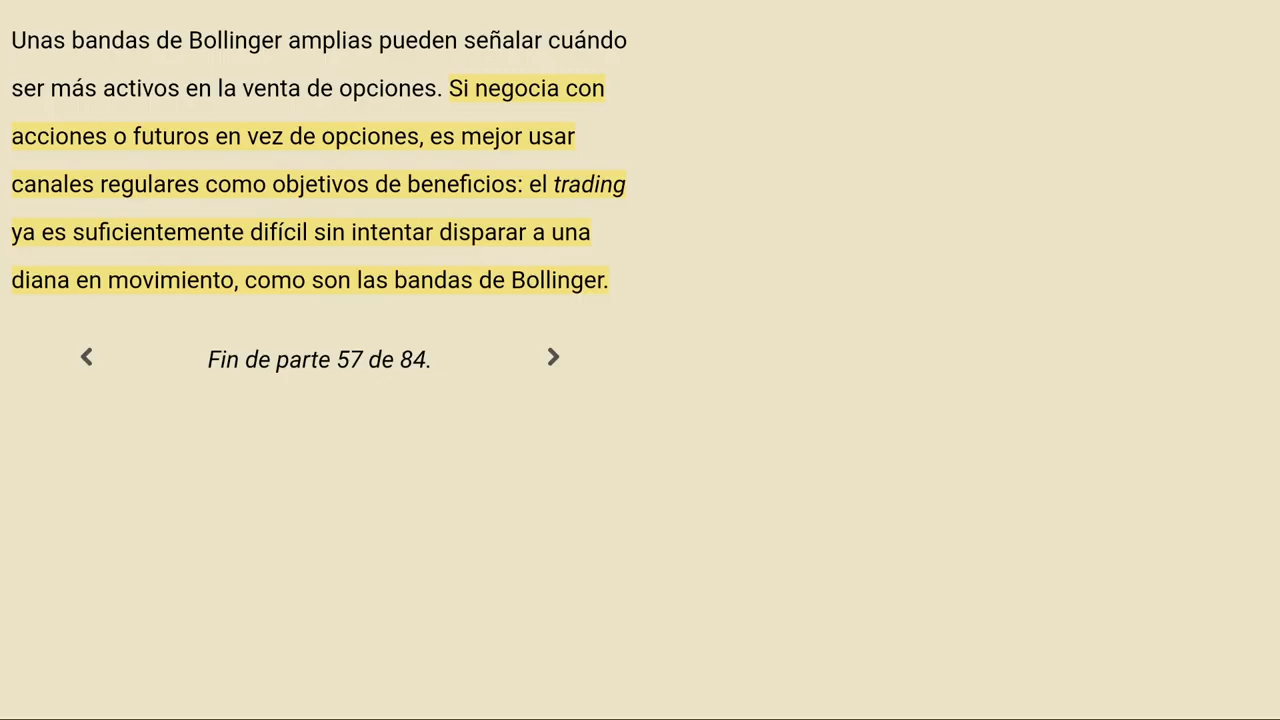 Unas bandas de Bollinger amplias pueden señalar cuándo
ser más activos en la venta de opciones. Si negocia con
acciones o futuros en vez de opciones, es mejor usar
canales regulares como objetivos de beneficios: el trading
ya es suficientemente difícil sin intentar disparar a una
diana en movimiento, como son las bandas de Bollinger.
Fin de parte 57 de 84.